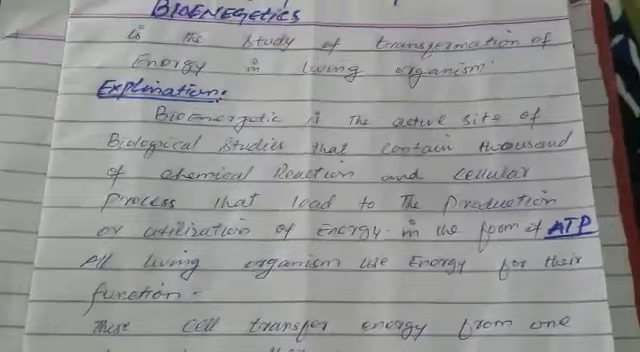 BIOENEGETICS
is the study of transformation of
Energy in living organism.
Explination:
BioEnergetic is The active site of
Biological studies that contain thousand
of chemical Reaction and cellular
process that lead to The production
or utilization of Energy in the form of ATP
All living organism use Energy for their
function.
These cell transfer energy from one